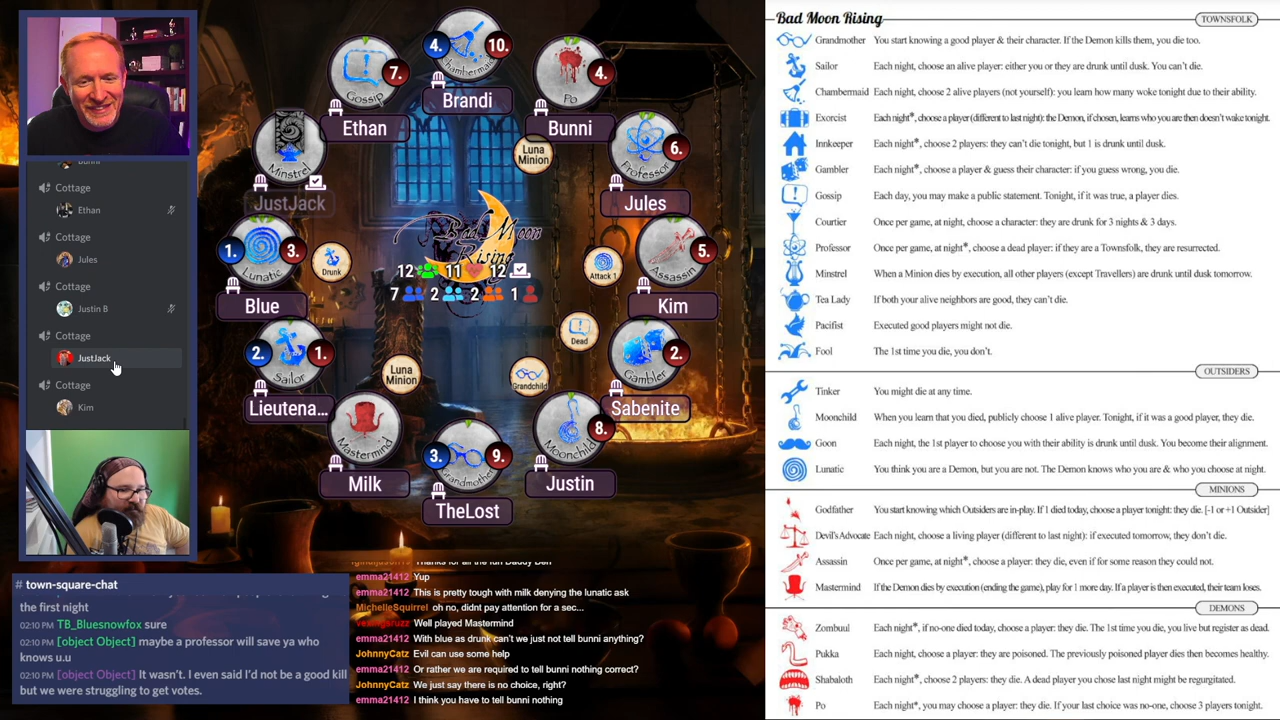 Bunni
Cottage
Ethan
Cottage
Jules
Cottage
Justin B
Cottage
JustJack
Cottage
Kim
# town-square-chat
the first night
02:10 PM TB_Bluesnowfox sure
02:10 PM [object Object] maybe a professor will save ya who
knows u.u
02:10 PM [object Object] It wasn't. I even said I'd not be a good kill
but we were struggling to get votes.
Thanks for all the fun Daddy Ben
emma21412 Yup
emma21412 This is pretty tough with milk denying the lunatic ask
MichelleSquirrel oh no, didnt pay attention for a sec...
Well played Mastermind
emma21412 With blue as drunk can't we just not tell bunni anything?
JohnnyCatz Evil can use some help
emma21412 Or rather we are required to tell bunni nothing correct?
JohnnyCatz We just say there is no choice, right?
emma21412 I think you have to tell bunni nothing
4. Chambermaid 10.
Brandi
Gossip 7.
Ethan
Po 4.
Bunni
Minstrel
JustJack
Luna
Minion
Professor 6.
Jules
1. Lunatic 3.
Blue
Drunk
Bad Moon
Rising
12 11 12
7 2 2 1
Attack 1
Assassin 5.
Kim
2. Sailor 1.
Lieutena...
Luna
Minion
Grandchild
Dead
Gambler 2.
Sabenite
Mastermind
Milk
3. Grandmother 9.
TheLost
Moonchild 8.
Justin
Bad Moon Rising
TOWNSFOLK
Grandmother You start knowing a good player & their character. If the Demon kills them, you die too.
Sailor Each night, choose an alive player: either you or they are drunk until dusk. You can't die.
Chambermaid Each night, choose 2 alive players (not yourself): you learn how many woke tonight due to their ability.
Exorcist Each night*, choose a player (different to last night): the Demon, if chosen, learns who you are then doesn't wake tonight.
Innkeeper Each night*, choose 2 players: they can't die tonight, but 1 is drunk until dusk.
Gambler Each night*, choose a player & guess their character: if you guess wrong, you die.
Gossip Each day, you may make a public statement. Tonight, if it was true, a player dies.
Courtier Once per game, at night, choose a character: they are drunk for 3 nights & 3 days.
Professor Once per game, at night*, choose a dead player: if they are a Townsfolk, they are resurrected.
Minstrel When a Minion dies by execution, all other players (except Travellers) are drunk until dusk tomorrow.
Tea Lady If both your alive neighbors are good, they can't die.
Pacifist Executed good players might not die.
Fool The 1st time you die, you don't.
OUTSIDERS
Tinker You might die at any time.
Moonchild When you learn that you died, publicly choose 1 alive player. Tonight, if it was a good player, they die.
Goon Each night, the 1st player to choose you with their ability is drunk until dusk. You become their alignment.
Lunatic You think you are a Demon, but you are not. The Demon knows who you are & who you choose at night.
MINIONS
Godfather You start knowing which Outsiders are in-play. If 1 died today, choose a player tonight: they die. [-1 or +1 Outsider]
Devil's Advocate Each night, choose a living player (different to last night): if executed tomorrow, they don't die.
Assassin Once per game, at night*, choose a player: they die, even if for some reason they could not.
Mastermind If the Demon dies by execution (ending the game), play for 1 more day. If a player is then executed, their team loses.
DEMONS
Zombuul Each night*, if no-one died today, choose a player: they die. The 1st time you die, you live but register as dead.
Pukka Each night, choose a player: they are poisoned. The previously poisoned player dies then becomes healthy.
Shabaloth Each night*, choose 2 players: they die. A dead player you chose last night might be regurgitated.
Po Each night*, you may choose a player: they die. If your last choice was no-one, choose 3 players tonight.